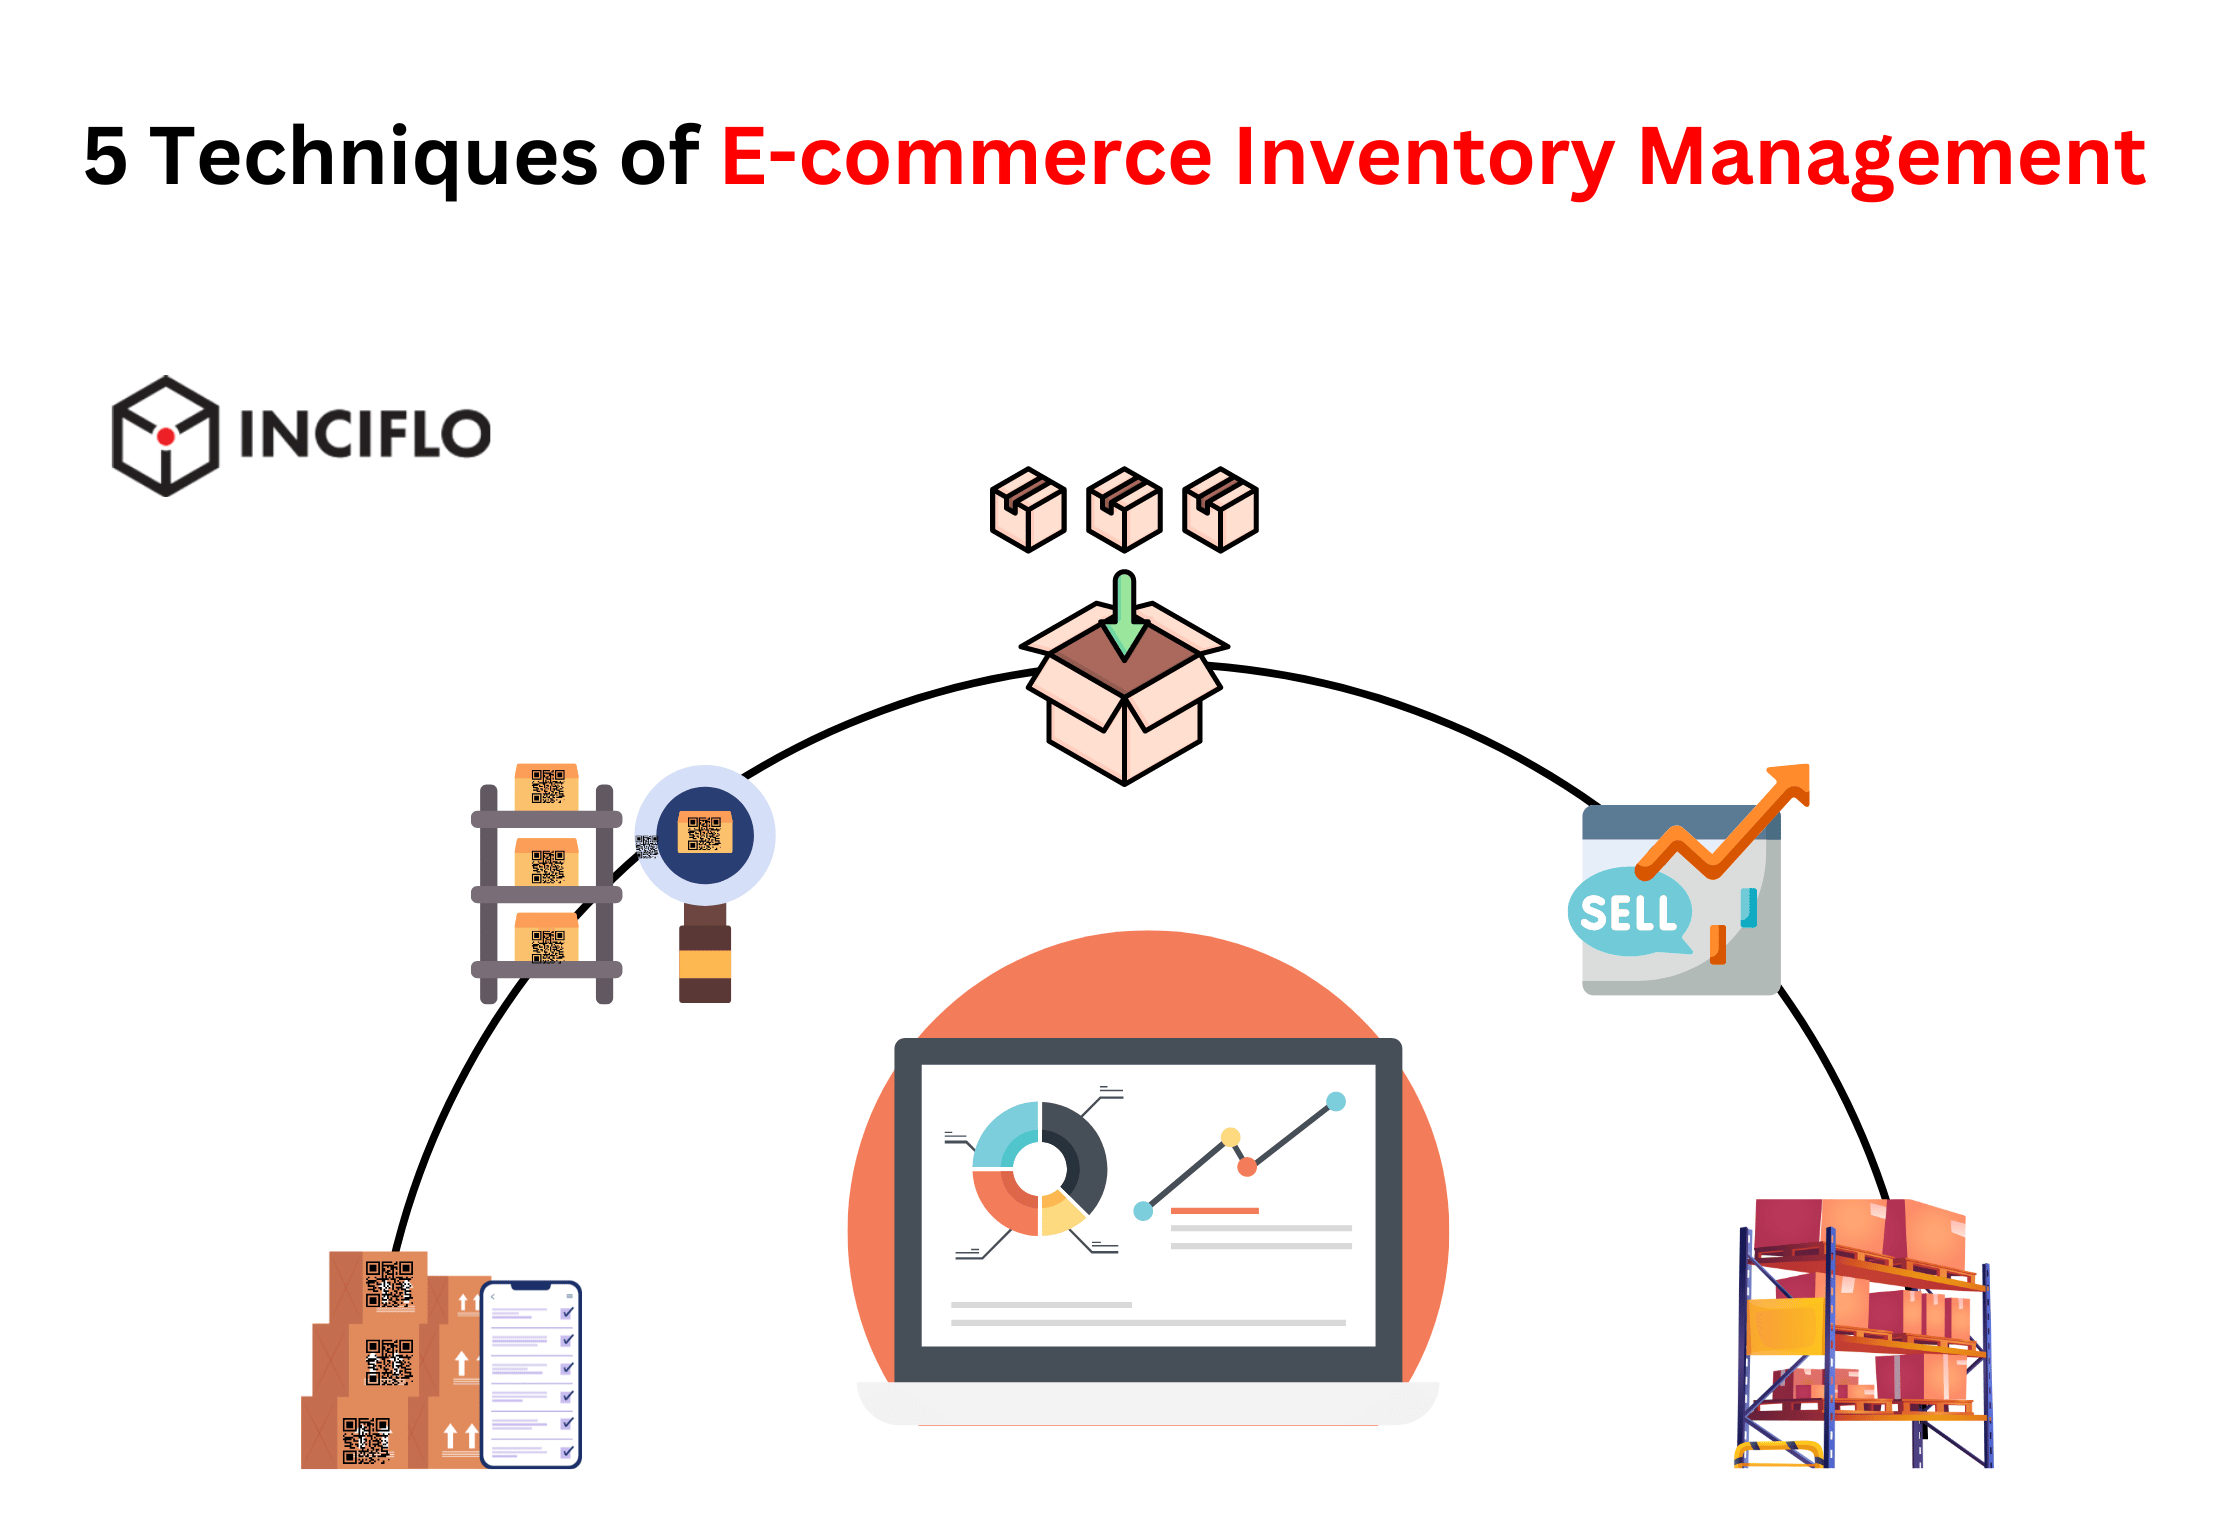 5 Techniques of E-commerce Inventory Management
INCIFLO
SELL